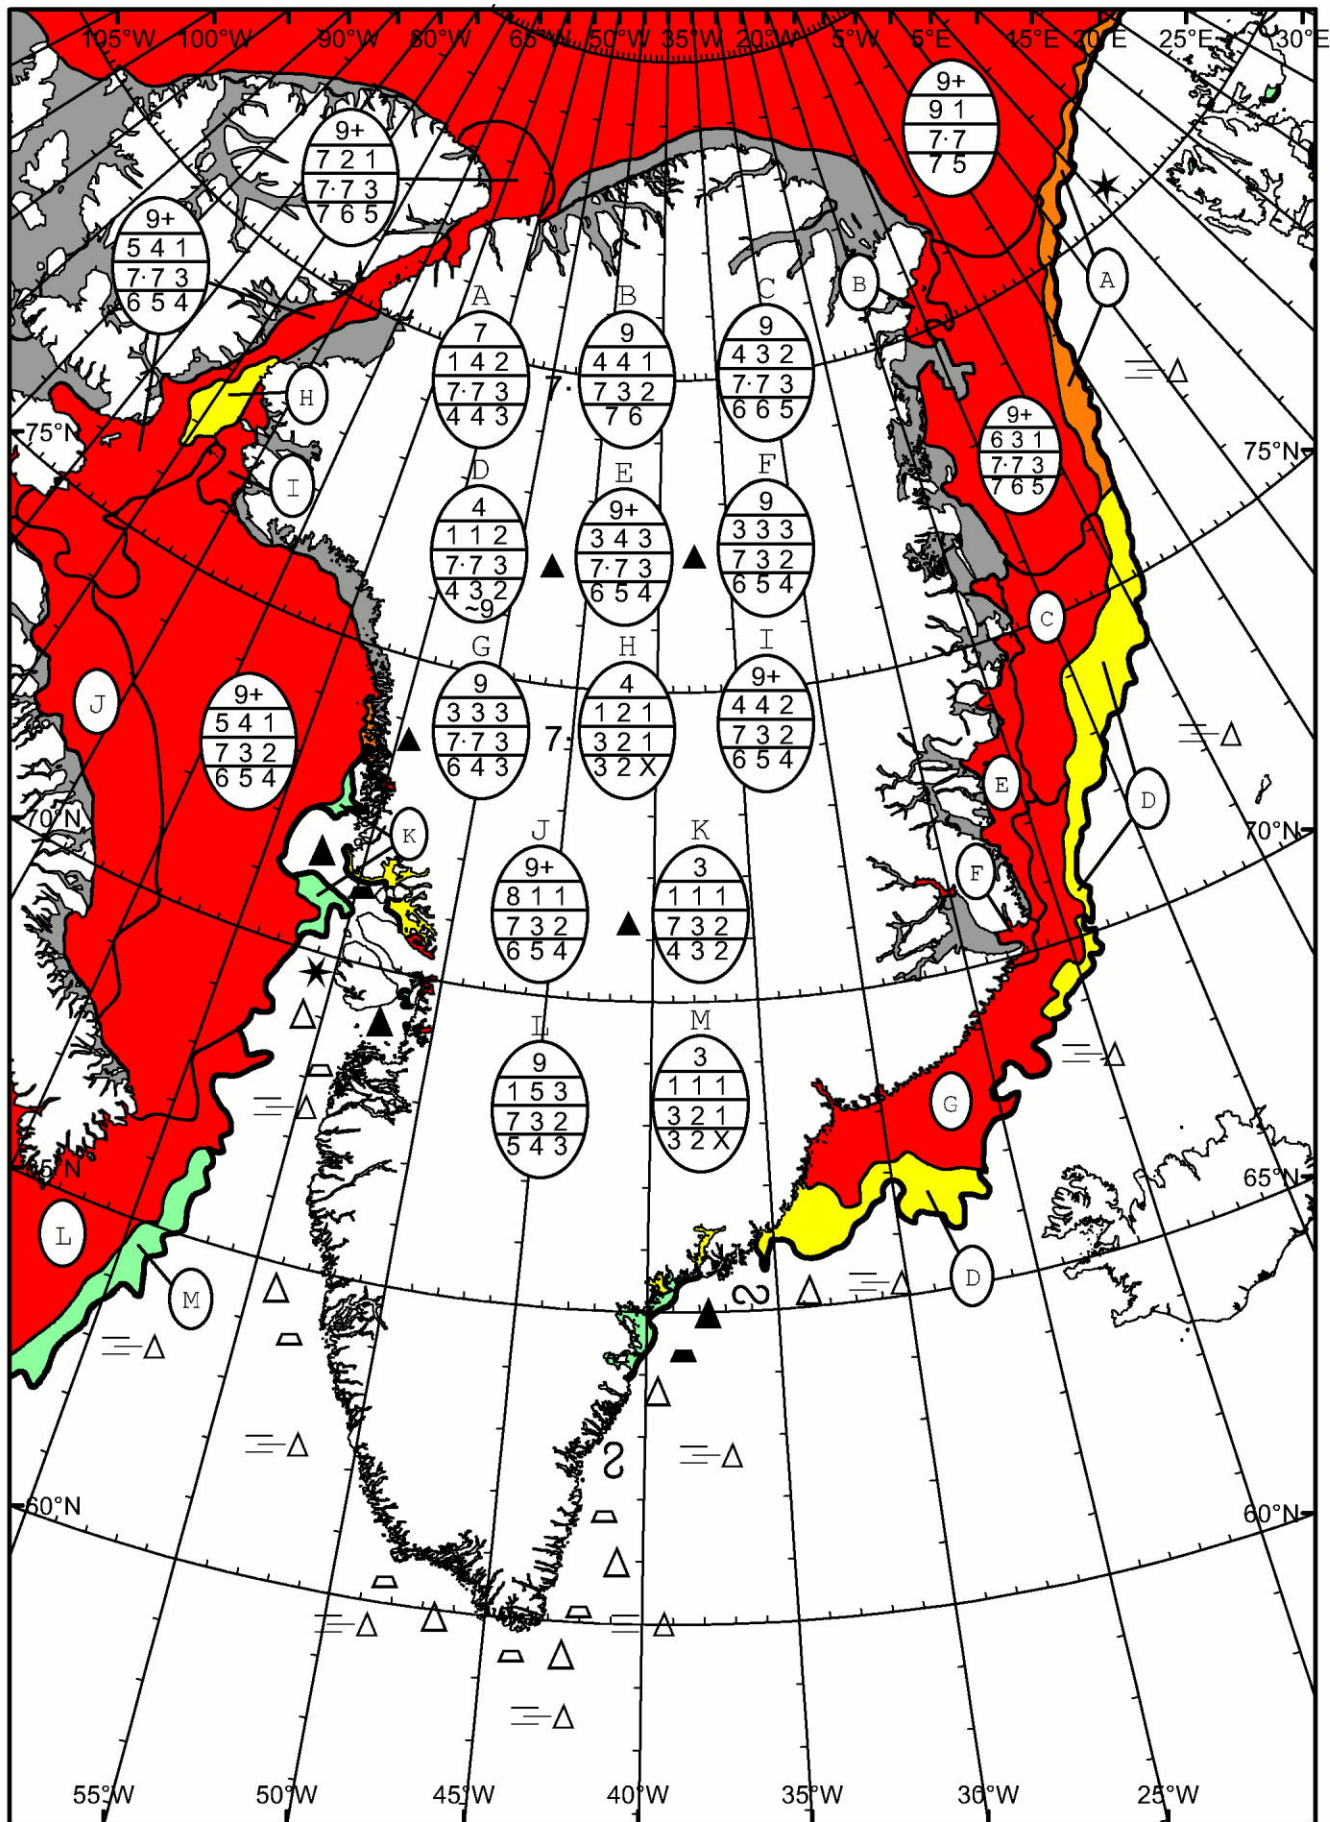 105°W 100°W 90°W 80°W 65°W 50°W 35°W 20°W 5°W 5°E 15°E 20°E 25°E 30°E
9+
9 1
7·7
7 5
9+
7 2 1
7·7 3
7 6 5
9+
5 4 1
7·7 3
6 5 4
A
B
A B C
7
1 4 2
7·7 3
4 4 3
7·
9
4 4 1
7 3 2
7 6
9
4 3 2
7·7 3
6 6 5
H
75°N
75°N
9+
6 3 1
7·7 3
7 6 5
I
D E F
4
1 1 2
7·7 3
4 3 2
~9
9+
3 4 3
7·7 3
6 5 4
9
3 3 3
7 3 2
6 5 4
C
G H I
9
3 3 3
7·7 3
6 4 3
7·
4
1 2 1
3 2 1
3 2 X
9+
4 4 2
7 3 2
6 5 4
J
9+
5 4 1
7 3 2
6 5 4
E
D
70°N
70°N
K
F
J K
9+
8 1 1
7 3 2
6 5 4
3
1 1 1
7 3 2
4 3 2
L M
9
1 5 3
7 3 2
5 4 3
3
1 1 1
3 2 1
3 2 X
G
65°N
65°N
L
M
D
60°N
60°N
55°W 50°W 45°W 40°W 35°W 30°W 25°W